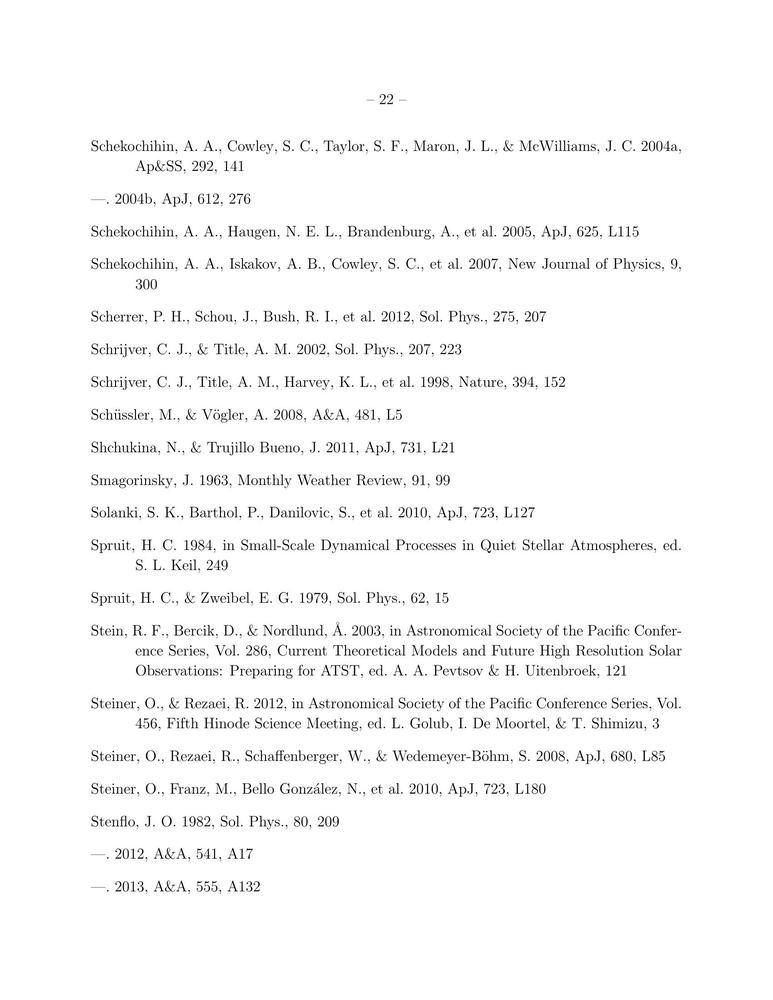 – 22 –
Schekochihin, A. A., Cowley, S. C., Taylor, S. F., Maron, J. L., & McWilliams, J. C. 2004a,
Ap&SS, 292, 141
—. 2004b, ApJ, 612, 276
Schekochihin, A. A., Haugen, N. E. L., Brandenburg, A., et al. 2005, ApJ, 625, L115
Schekochihin, A. A., Iskakov, A. B., Cowley, S. C., et al. 2007, New Journal of Physics, 9,
300
Scherrer, P. H., Schou, J., Bush, R. I., et al. 2012, Sol. Phys., 275, 207
Schrijver, C. J., & Title, A. M. 2002, Sol. Phys., 207, 223
Schrijver, C. J., Title, A. M., Harvey, K. L., et al. 1998, Nature, 394, 152
Schüssler, M., & Vögler, A. 2008, A&A, 481, L5
Shchukina, N., & Trujillo Bueno, J. 2011, ApJ, 731, L21
Smagorinsky, J. 1963, Monthly Weather Review, 91, 99
Solanki, S. K., Barthol, P., Danilovic, S., et al. 2010, ApJ, 723, L127
Spruit, H. C. 1984, in Small-Scale Dynamical Processes in Quiet Stellar Atmospheres, ed.
S. L. Keil, 249
Spruit, H. C., & Zweibel, E. G. 1979, Sol. Phys., 62, 15
Stein, R. F., Bercik, D., & Nordlund, Å. 2003, in Astronomical Society of the Pacific Confer-
ence Series, Vol. 286, Current Theoretical Models and Future High Resolution Solar
Observations: Preparing for ATST, ed. A. A. Pevtsov & H. Uitenbroek, 121
Steiner, O., & Rezaei, R. 2012, in Astronomical Society of the Pacific Conference Series, Vol.
456, Fifth Hinode Science Meeting, ed. L. Golub, I. De Moortel, & T. Shimizu, 3
Steiner, O., Rezaei, R., Schaffenberger, W., & Wedemeyer-Böhm, S. 2008, ApJ, 680, L85
Steiner, O., Franz, M., Bello González, N., et al. 2010, ApJ, 723, L180
Stenflo, J. O. 1982, Sol. Phys., 80, 209
—. 2012, A&A, 541, A17
—. 2013, A&A, 555, A132